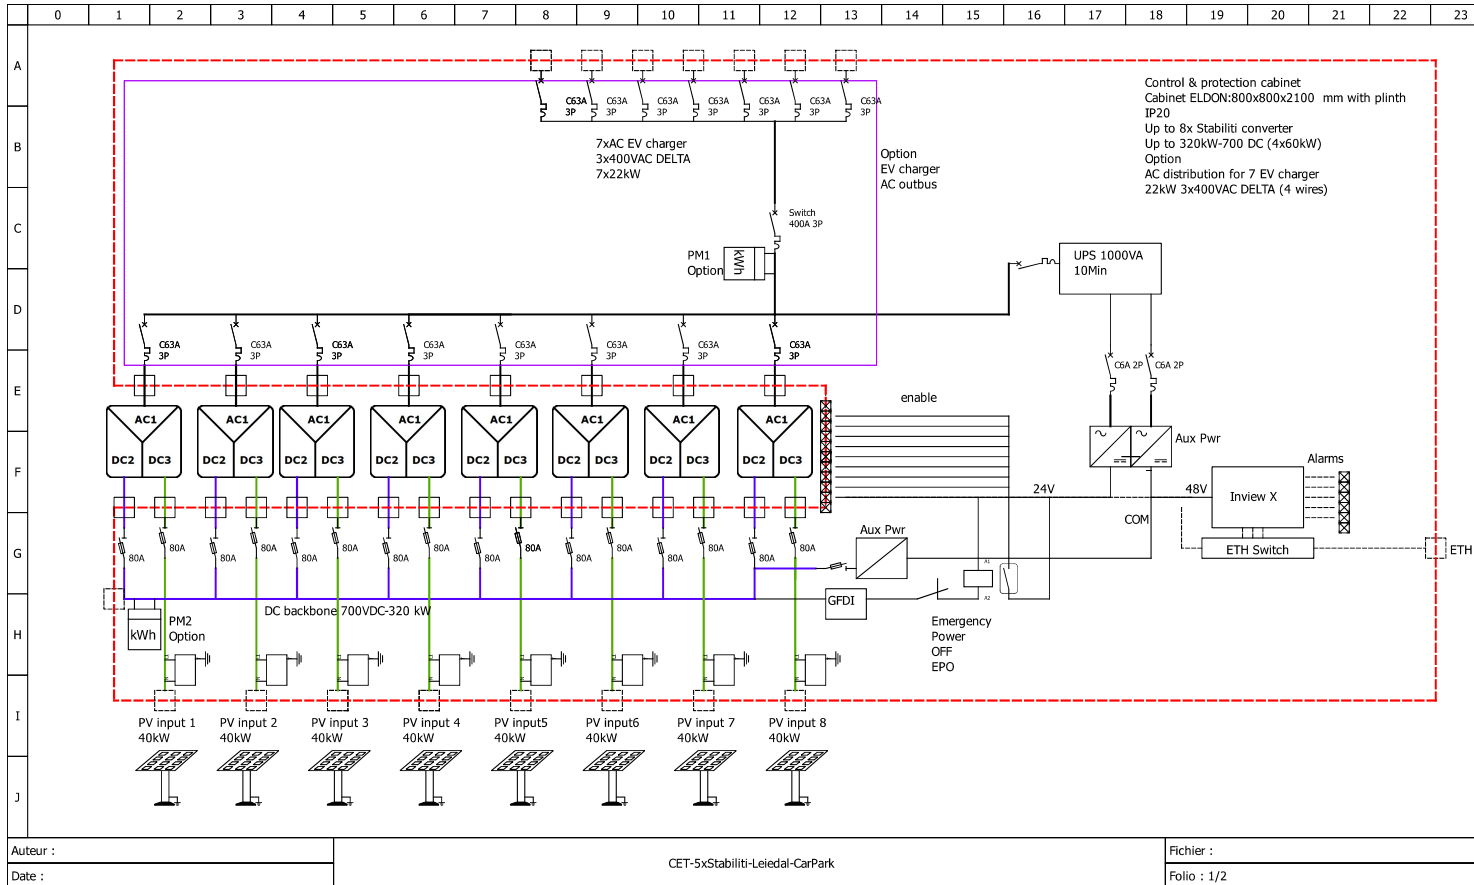 0 1 2 3 4 5 6 7 8 9 10 11 12 13 14 15 16 17 18 19 20 21 22 23
A
B
C
D
E
F
G
H
I
J
C63A
3P
C63A
3P
C63A
3P
C63A
3P
C63A
3P
C63A
3P
C63A
3P
7xAC EV charger
3x400VAC DELTA
7x22kW
Option
EV charger
AC outbus
Control & protection cabinet
Cabinet ELDON:800x800x2100 mm with plinth
IP20
Up to 8x Stabiliti converter
Up to 320kW-700 DC (4x60kW)
Option
AC distribution for 7 EV charger
22kW 3x400VAC DELTA (4 wires)
Switch
400A 3P
PM1
Option
kWh
UPS 1000VA
10Min
C63A
3P
C63A
3P
C63A
3P
C63A
3P
C63A
3P
C63A
3P
C63A
3P
C63A
3P
C6A 2P
C6A 2P
AC1
DC2 DC3
AC1
DC2 DC3
AC1
DC2 DC3
AC1
DC2 DC3
AC1
DC2 DC3
AC1
DC2 DC3
AC1
DC2 DC3
AC1
DC2 DC3
enable
Aux Pwr
Alarms
24V
48V
Inview X
COM
ETH Switch
ETH
80A 80A 80A 80A 80A 80A 80A 80A 80A 80A 80A 80A 80A 80A 80A 80A
Aux Pwr
A1
A2
DC backbone 700VDC-320 kW
GFDI
kWh
PM2
Option
Emergency
Power
OFF
EPO
PV input 1
40kW
PV input 2
40kW
PV input 3
40kW
PV input 4
40kW
PV input5
40kW
PV input6
40kW
PV input 7
40kW
PV input 8
40kW
Auteur :
Date :
CET-5xStabiliti-Leiedal-CarPark
Fichier :
Folio : 1/2